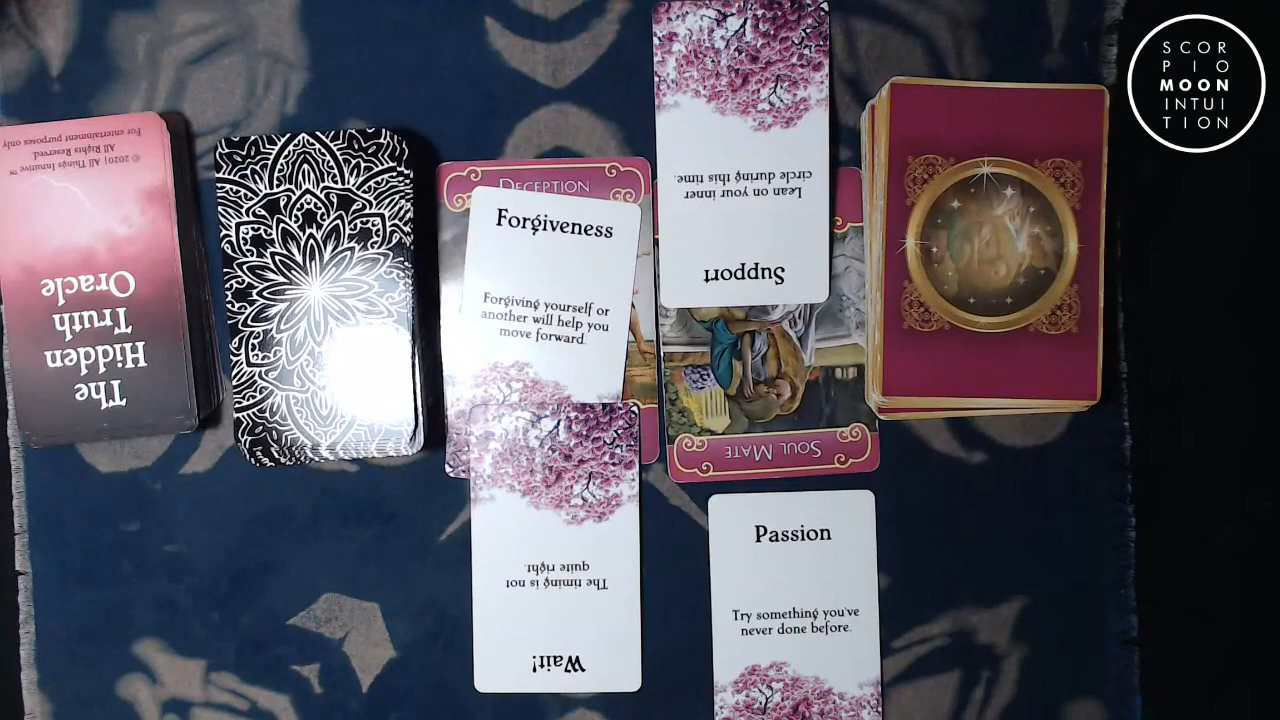 SCOR
PIO
MOON
INTUI
TION
© 2020 | All Things Intuitive™
All Rights Reserved.
For entertainment purposes only
The
Hidden
Truth
Oracle
DECEPTION
Forgiveness
Forgiving yourself or
another will help you
move forward.
Support
Lean on your inner
circle during this time.
SOUL MATE
Wait!
The timing is not
quite right.
Passion
Try something you've
never done before.